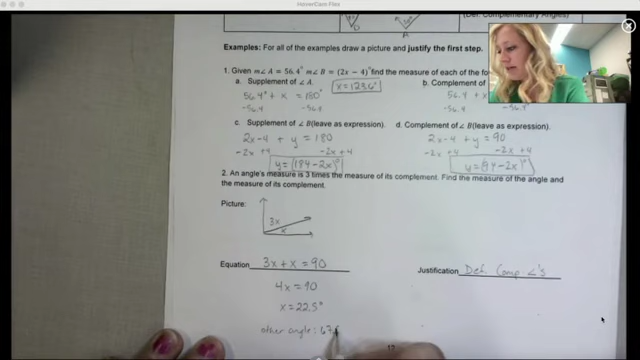 HoverClass Files
(Def. Complementary Angles)
D
A
Examples: For all of the examples draw a picture and justify the first step.
1. Given m∠A = 56.4° m∠B = (2x − 4)° find the measure of each of the fo
a. Supplement of ∠A.
x = 123.6°
b. Complement of
56.4° + x = 180°
56.4 + x
-56.4 -56.4
-56.4 -56.4
c. Supplement of ∠B (leave as expression).
d. Complement of ∠B (leave as expression).
2x-4 + y = 180
2x-4 + y = 90
-2x +4 -2x +4
-2x +4 -2x +4
y = (184-2x)°
y = (94-2x)°
2. An angle's measure is 3 times the measure of its complement. Find the measure of the angle and
the measure of its complement.
Picture:
3x
x
Equation 3x + x = 90
Justification Def. Comp ∠'s
4x = 90
x = 22.5°
other angle: 67.